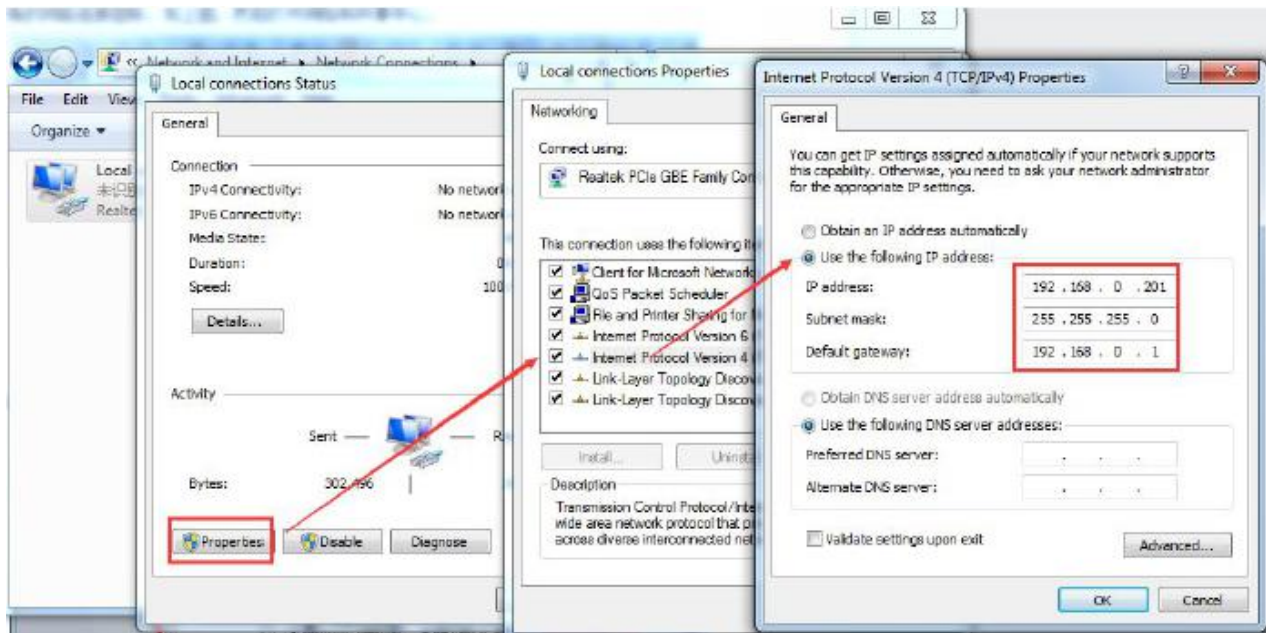 Network and Internet ▸ Network Connections ▸
File Edit View
Organize ▾
Local
Realte
Local connections Status
General
Connection
IPv4 Connectivity: No network
IPv6 Connectivity: No network
Media State:
Duration: 0
Speed: 100
Details...
Activity
Sent
Bytes: 302,496
Properties Disable Diagnose
Local connections Properties
Networking
Connect using:
Realtek PCIe GBE Family Con
This connection uses the following ite
Client for Microsoft Network
QoS Packet Scheduler
File and Printer Sharing for
Internet Protocol Version 6
Internet Protocol Version 4
Link-Layer Topology Discov
Link-Layer Topology Discov
Install... Uninsta
Description
Transmission Control Protocol/Inte
wide area network protocol that p
across diverse interconnected net
Internet Protocol Version 4 (TCP/IPv4) Properties
General
You can get IP settings assigned automatically if your network supports
this capability. Otherwise, you need to ask your network administrator
for the appropriate IP settings.
Obtain an IP address automatically
Use the following IP address:
IP address: 192 . 168 . 0 . 201
Subnet mask: 255 . 255 . 255 . 0
Default gateway: 192 . 168 . 0 . 1
Obtain DNS server address automatically
Use the following DNS server addresses:
Preferred DNS server: . . .
Alternate DNS server: . . .
Validate settings upon exit
Advanced...
OK Cancel